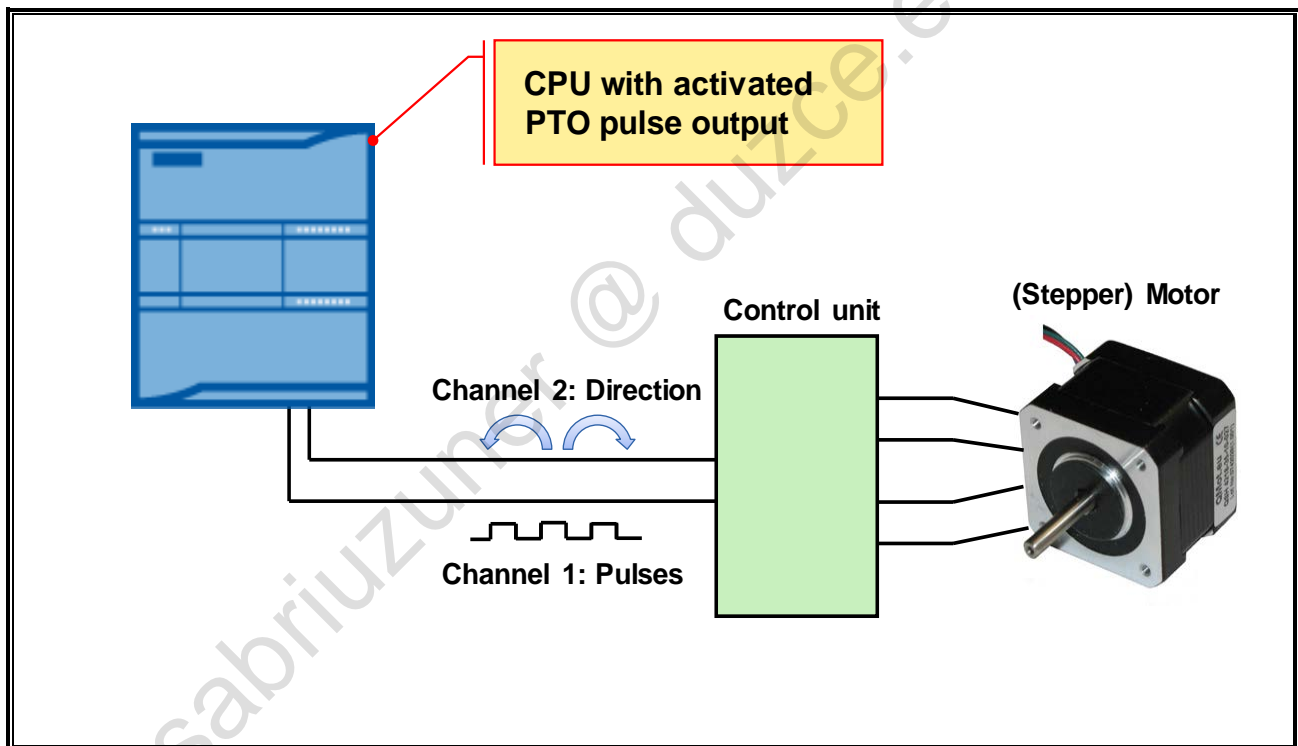 CPU with activated
PTO pulse output
Control unit
(Stepper) Motor
Channel 2: Direction
Channel 1: Pulses
sabriuzuner @ duzce.e